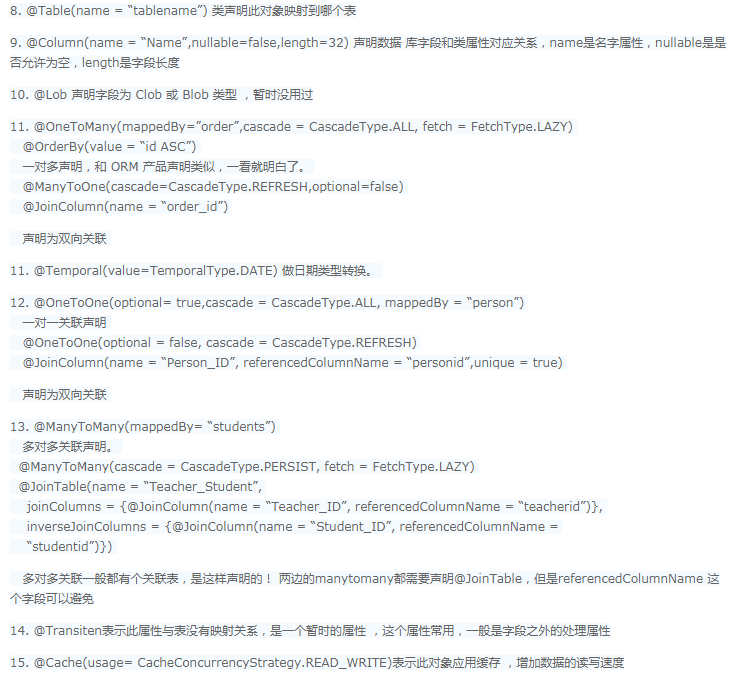 8. @Table(name = “tablename”) 类声明此对象映射到哪个表
9. @Column(name = “Name”,nullable=false,length=32) 声明数据 库字段和类属性对应关系，name是名字属性，nullable是是
否允许为空，length是字段长度
10. @Lob 声明字段为 Clob 或 Blob 类型 ，暂时没用过
11. @OneToMany(mappedBy=”order”,cascade = CascadeType.ALL, fetch = FetchType.LAZY)
@OrderBy(value = “id ASC”)
一对多声明，和 ORM 产品声明类似，一看就明白了。
@ManyToOne(cascade=CascadeType.REFRESH,optional=false)
@JoinColumn(name = “order_id”)
声明为双向关联
11. @Temporal(value=TemporalType.DATE) 做日期类型转换。
12. @OneToOne(optional= true,cascade = CascadeType.ALL, mappedBy = “person”)
一对一关联声明
@OneToOne(optional = false, cascade = CascadeType.REFRESH)
@JoinColumn(name = “Person_ID”, referencedColumnName = “personid”,unique = true)
声明为双向关联
13. @ManyToMany(mappedBy= “students”)
多对多关联声明。
@ManyToMany(cascade = CascadeType.PERSIST, fetch = FetchType.LAZY)
@JoinTable(name = “Teacher_Student”,
joinColumns = {@JoinColumn(name = “Teacher_ID”, referencedColumnName = “teacherid”)},
inverseJoinColumns = {@JoinColumn(name = “Student_ID”, referencedColumnName =
“studentid”)})
多对多关联一般都有个关联表，是这样声明的！ 两边的manytomany都需要声明@JoinTable，但是referencedColumnName 这
个字段可以避免
14. @Transiten表示此属性与表没有映射关系，是一个暂时的属性 ，这个属性常用，一般是字段之外的处理属性
15. @Cache(usage= CacheConcurrencyStrategy.READ_WRITE)表示此对象应用缓存 ，增加数据的读写速度